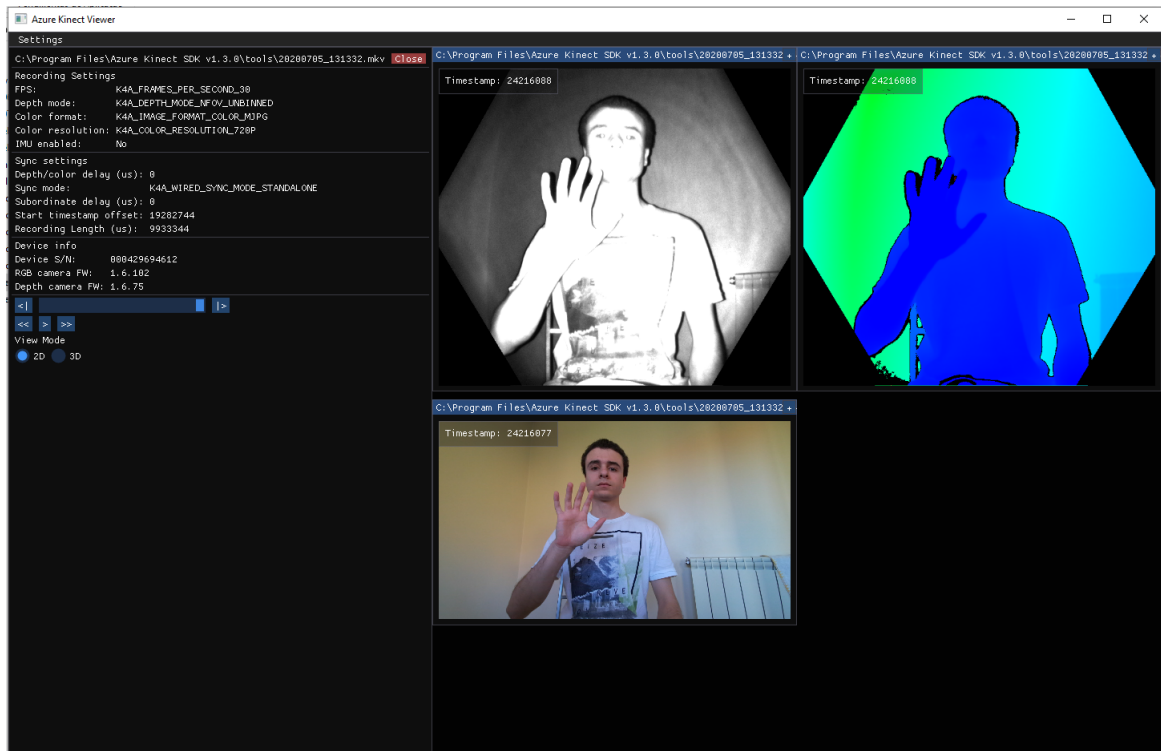 Azure Kinect Viewer
Settings
C:\Program Files\Azure Kinect SDK v1.3.0\tools\20200705_131332.mkv Close
Recording Settings
FPS: K4A_FRAMES_PER_SECOND_30
Depth mode: K4A_DEPTH_MODE_NFOV_UNBINNED
Color format: K4A_IMAGE_FORMAT_COLOR_MJPG
Color resolution: K4A_COLOR_RESOLUTION_720P
IMU enabled: No
Sync settings
Depth/color delay (us): 0
Sync mode: K4A_WIRED_SYNC_MODE_STANDALONE
Subordinate delay (us): 0
Start timestamp offset: 19282744
Recording Length (us): 9933344
Device info
Device S/N: 000429694612
RGB camera FW: 1.6.102
Depth camera FW: 1.6.75
<| |>
<< > >>
View Mode
2D 3D
C:\Program Files\Azure Kinect SDK v1.3.0\tools\20200705_131332 +
Timestamp: 24216088
C:\Program Files\Azure Kinect SDK v1.3.0\tools\20200705_131332 +
Timestamp: 24216088
C:\Program Files\Azure Kinect SDK v1.3.0\tools\20200705_131332 +
Timestamp: 24216077